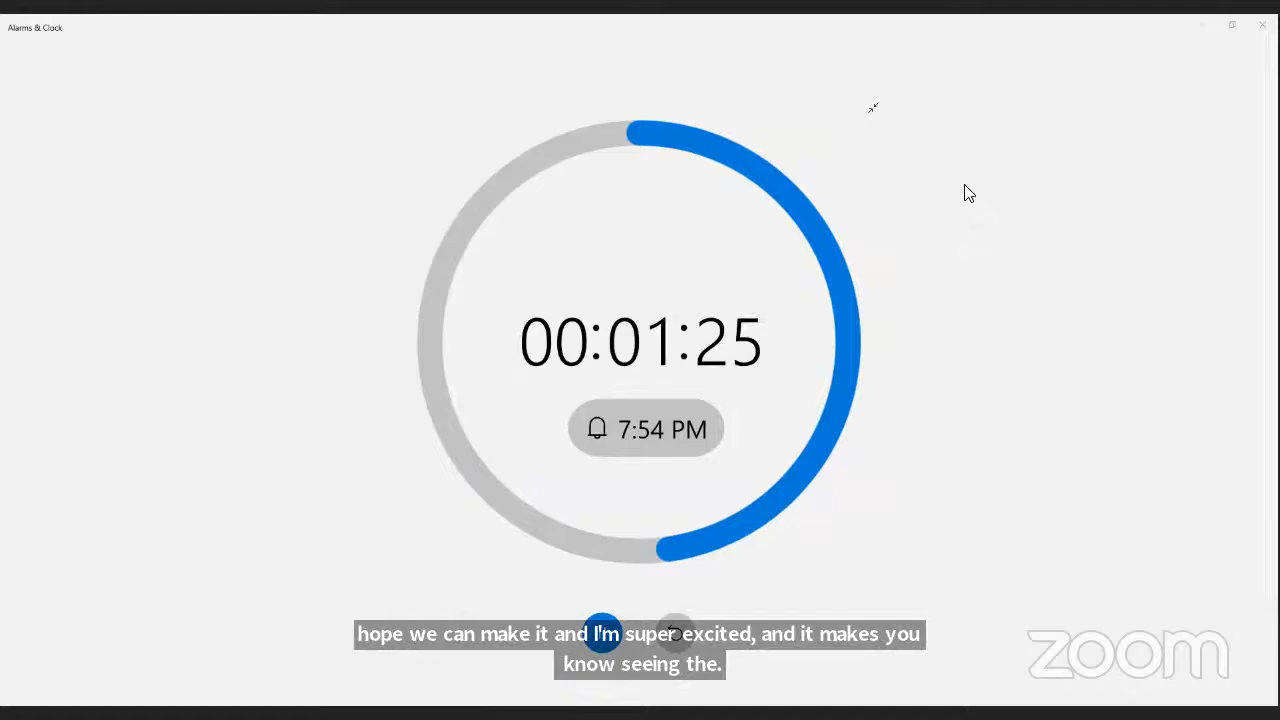 Alarms & Clock
00:01:25
7:54 PM
hope we can make it and I'm super excited, and it makes you
know seeing the.
zoom